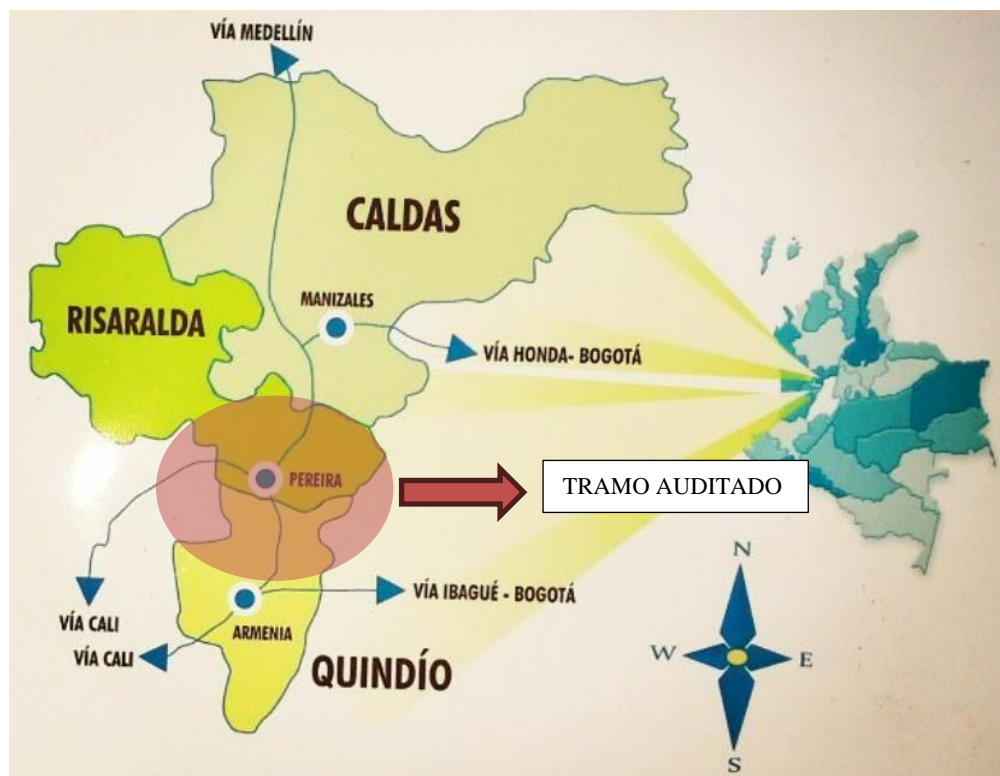 VÍA MEDELLÍN
CALDAS
RISARALDA
MANIZALES
VÍA HONDA- BOGOTÁ
PEREIRA
TRAMO AUDITADO
VÍA CALI
VÍA CALI
ARMENIA
VÍA IBAGUÉ - BOGOTÁ
QUINDÍO
N
W
E
S